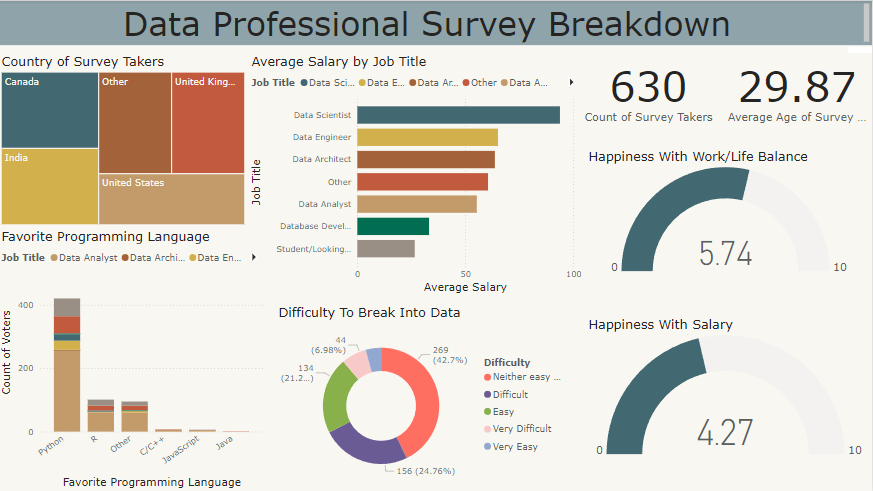 Data Professional Survey Breakdown
Country of Survey Takers
Canada
Other
United King...
India
United States
Average Salary by Job Title
Job Title Data Sci... Data E... Data Ar... Other Data A...
Job Title
Data Scientist
Data Engineer
Data Architect
Other
Data Analyst
Database Devel...
Student/Looking...
0 50 100
Average Salary
630
Count of Survey Takers
29.87
Average Age of Survey ...
Happiness With Work/Life Balance
5.74
0 10
Favorite Programming Language
Job Title Data Analyst Data Archi... Data En...
Count of Voters
400
200
0
Python R Other C/C++ JavaScript Java
Favorite Programming Language
Difficulty To Break Into Data
44
(6.98%)
269
(42.7%)
134
(21.2...)
156 (24.76%)
Difficulty
Neither easy ...
Difficult
Easy
Very Difficult
Very Easy
Happiness With Salary
4.27
0 10